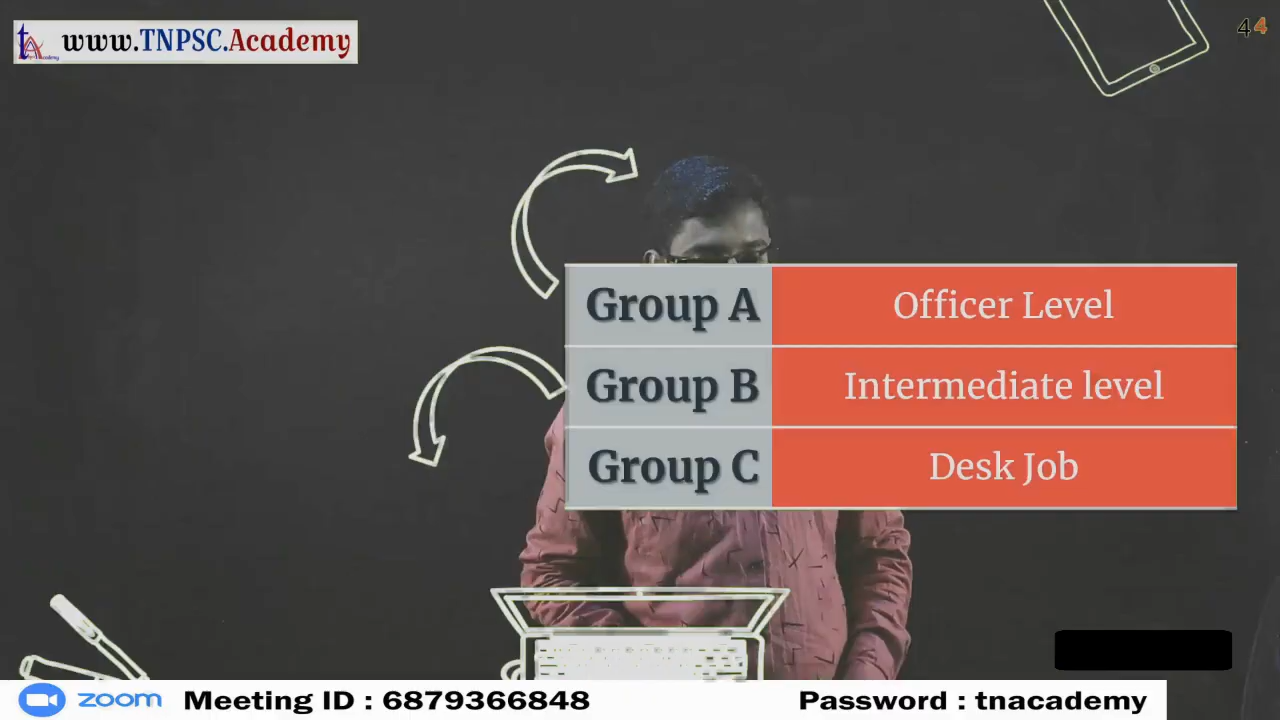 www.TNPSC.Academy
44
Group A Officer Level
Group B Intermediate level
Group C Desk Job
zoom Meeting ID : 6879366848 Password : tnacademy